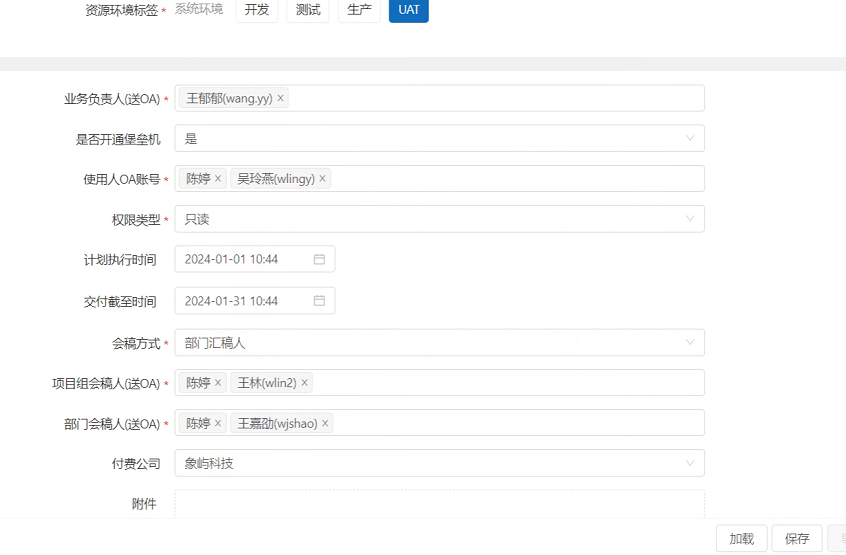 资源环境标签 * 系统环境 开发 测试 生产 UAT
业务负责人(送OA) * 王郁郁(wang.yy) ×
是否开通堡垒机 是
使用人OA账号 * 陈婷 × 吴玲燕(wlingy) ×
权限类型 * 只读
计划执行时间 2024-01-01 10:44
交付截至时间 2024-01-31 10:44
会稿方式 * 部门汇稿人
项目组会稿人(送OA) * 陈婷 × 王林(wlin2) ×
部门会稿人(送OA) * 陈婷 × 王嘉劭(wjshao) ×
付费公司 象屿科技
附件
加载 保存